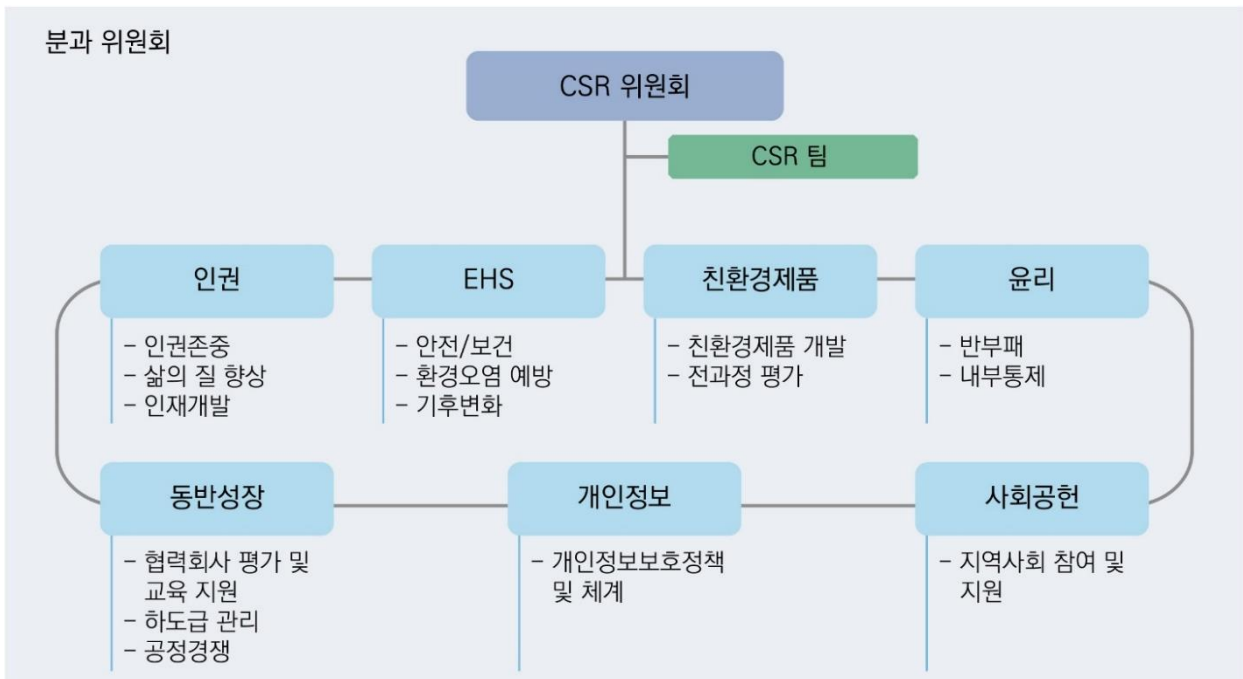 분과 위원회
CSR 위원회
CSR 팀
인권
– 인권존중
– 삶의 질 향상
– 인재개발
EHS
– 안전/보건
– 환경오염 예방
– 기후변화
친환경제품
– 친환경제품 개발
– 전과정 평가
윤리
– 반부패
– 내부통제
동반성장
– 협력회사 평가 및
교육 지원
– 하도급 관리
– 공정경쟁
개인정보
– 개인정보보호정책
및 체계
사회공헌
– 지역사회 참여 및
지원